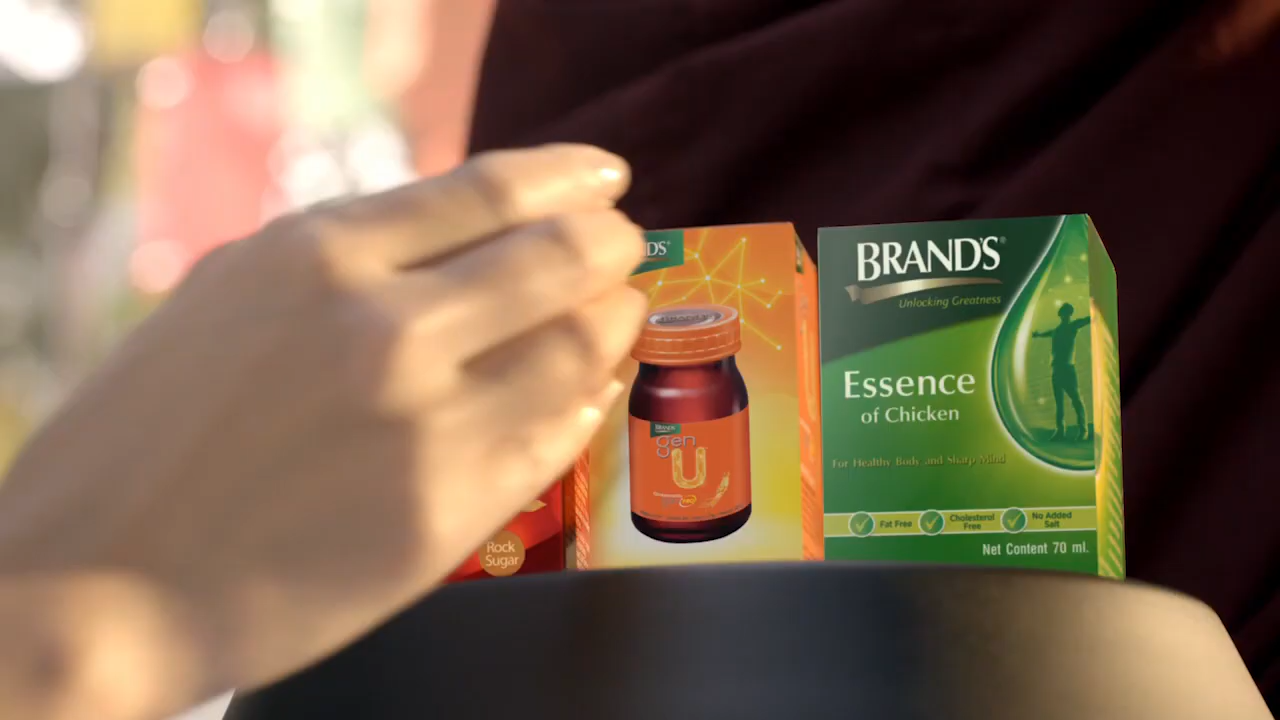 BRAND'S®
Unlocking Greatness
Essence
of Chicken
For Healthy Body and Sharp Mind
Fat Free
Cholesterol
Free
No Added
Salt
Net Content 70 ml.
BRAND'S
gen
U
Rock
Sugar